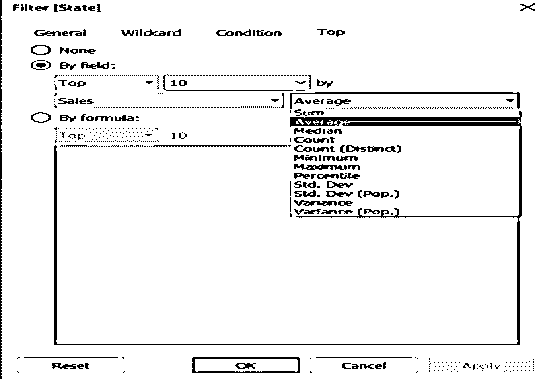 Filter [State]
General Wildcard Condition Top
None
By field:
Top 10 by
Sales Average
By formula:
Top 10
Sum
Average
Median
Count
Count (Distinct)
Minimum
Maximum
Percentile
Std. Dev
Std. Dev (Pop.)
Variance
Variance (Pop.)
Reset OK Cancel Apply